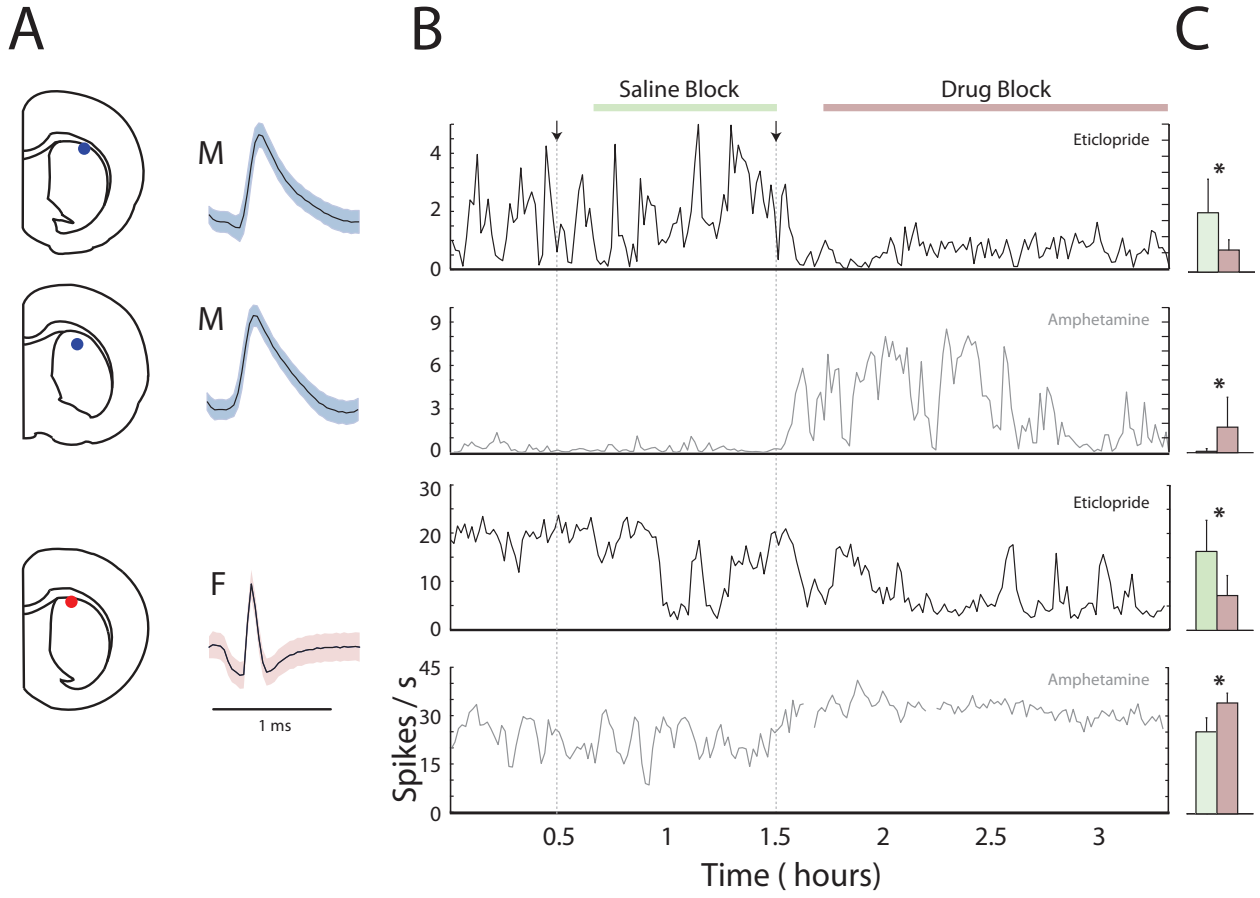 A
B
C
Saline Block
Drug Block
M
Eticlopride
*
4
2
0
M
Amphetamine
*
9
6
3
0
F
Eticlopride
*
30
20
10
0
1 ms
Amphetamine
*
45
30
15
0
Spikes / s
0.5
1
1.5
2
2.5
3
Time ( hours)